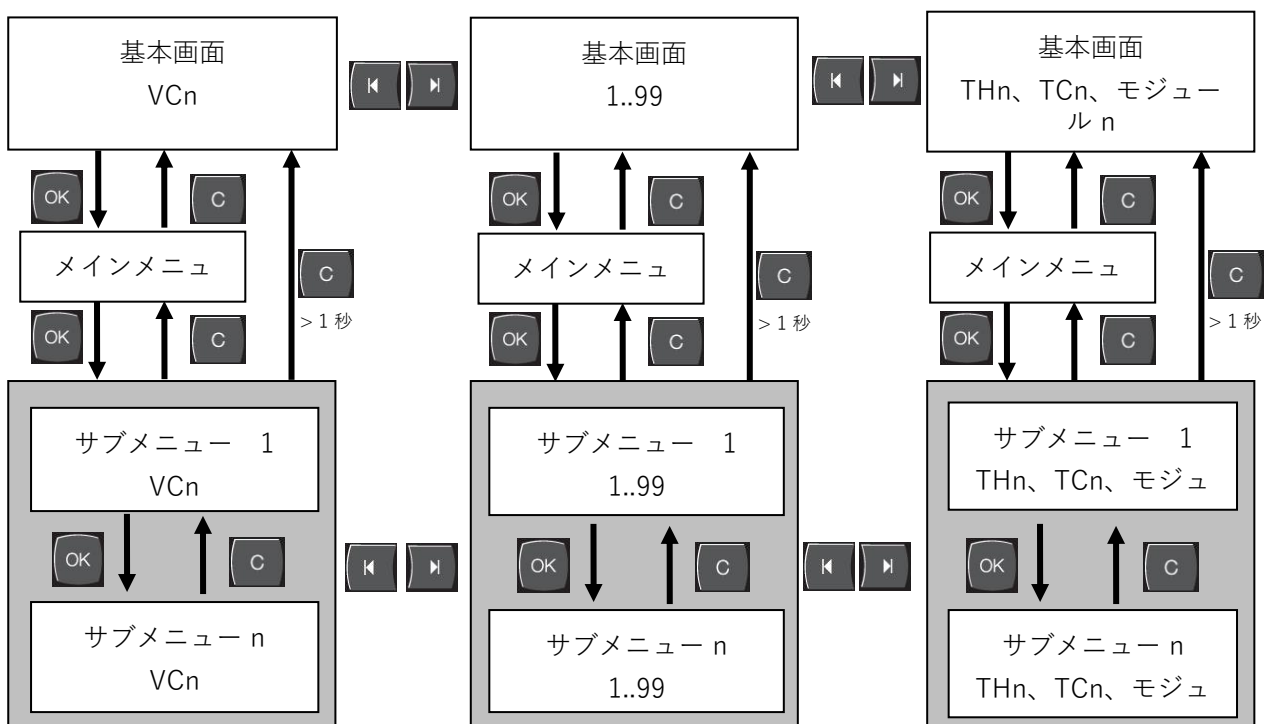 基本画面
VCn
基本画面
1..99
基本画面
THn、TCn、モジュー
ル n
OK
C
OK
C
OK
C
メインメニュ
メインメニュ
メインメニュ
C
＞1 秒
C
＞1 秒
C
＞1 秒
OK
C
OK
C
OK
C
サブメニュー　1
VCn
サブメニュー　1
1..99
サブメニュー　1
THn、TCn、モジュ
OK
C
OK
C
OK
C
サブメニュー n
VCn
サブメニュー n
1..99
サブメニュー n
THn、TCn、モジュ